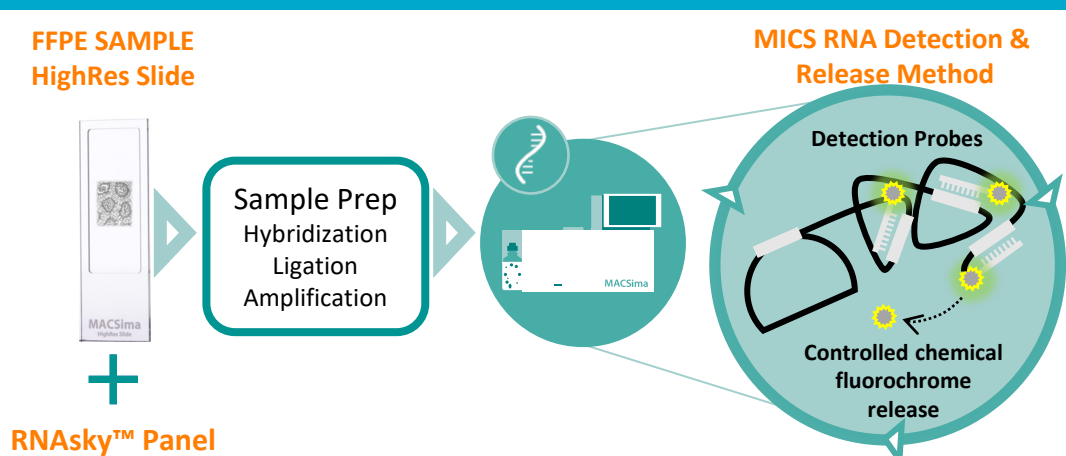 FFPE SAMPLE
HighRes Slide
MACSima
HighRes Slide
RNAsky™ Panel
Sample Prep
Hybridization
Ligation
Amplification
MACSima
MICS RNA Detection &
Release Method
Detection Probes
Controlled chemical
fluorochrome
release